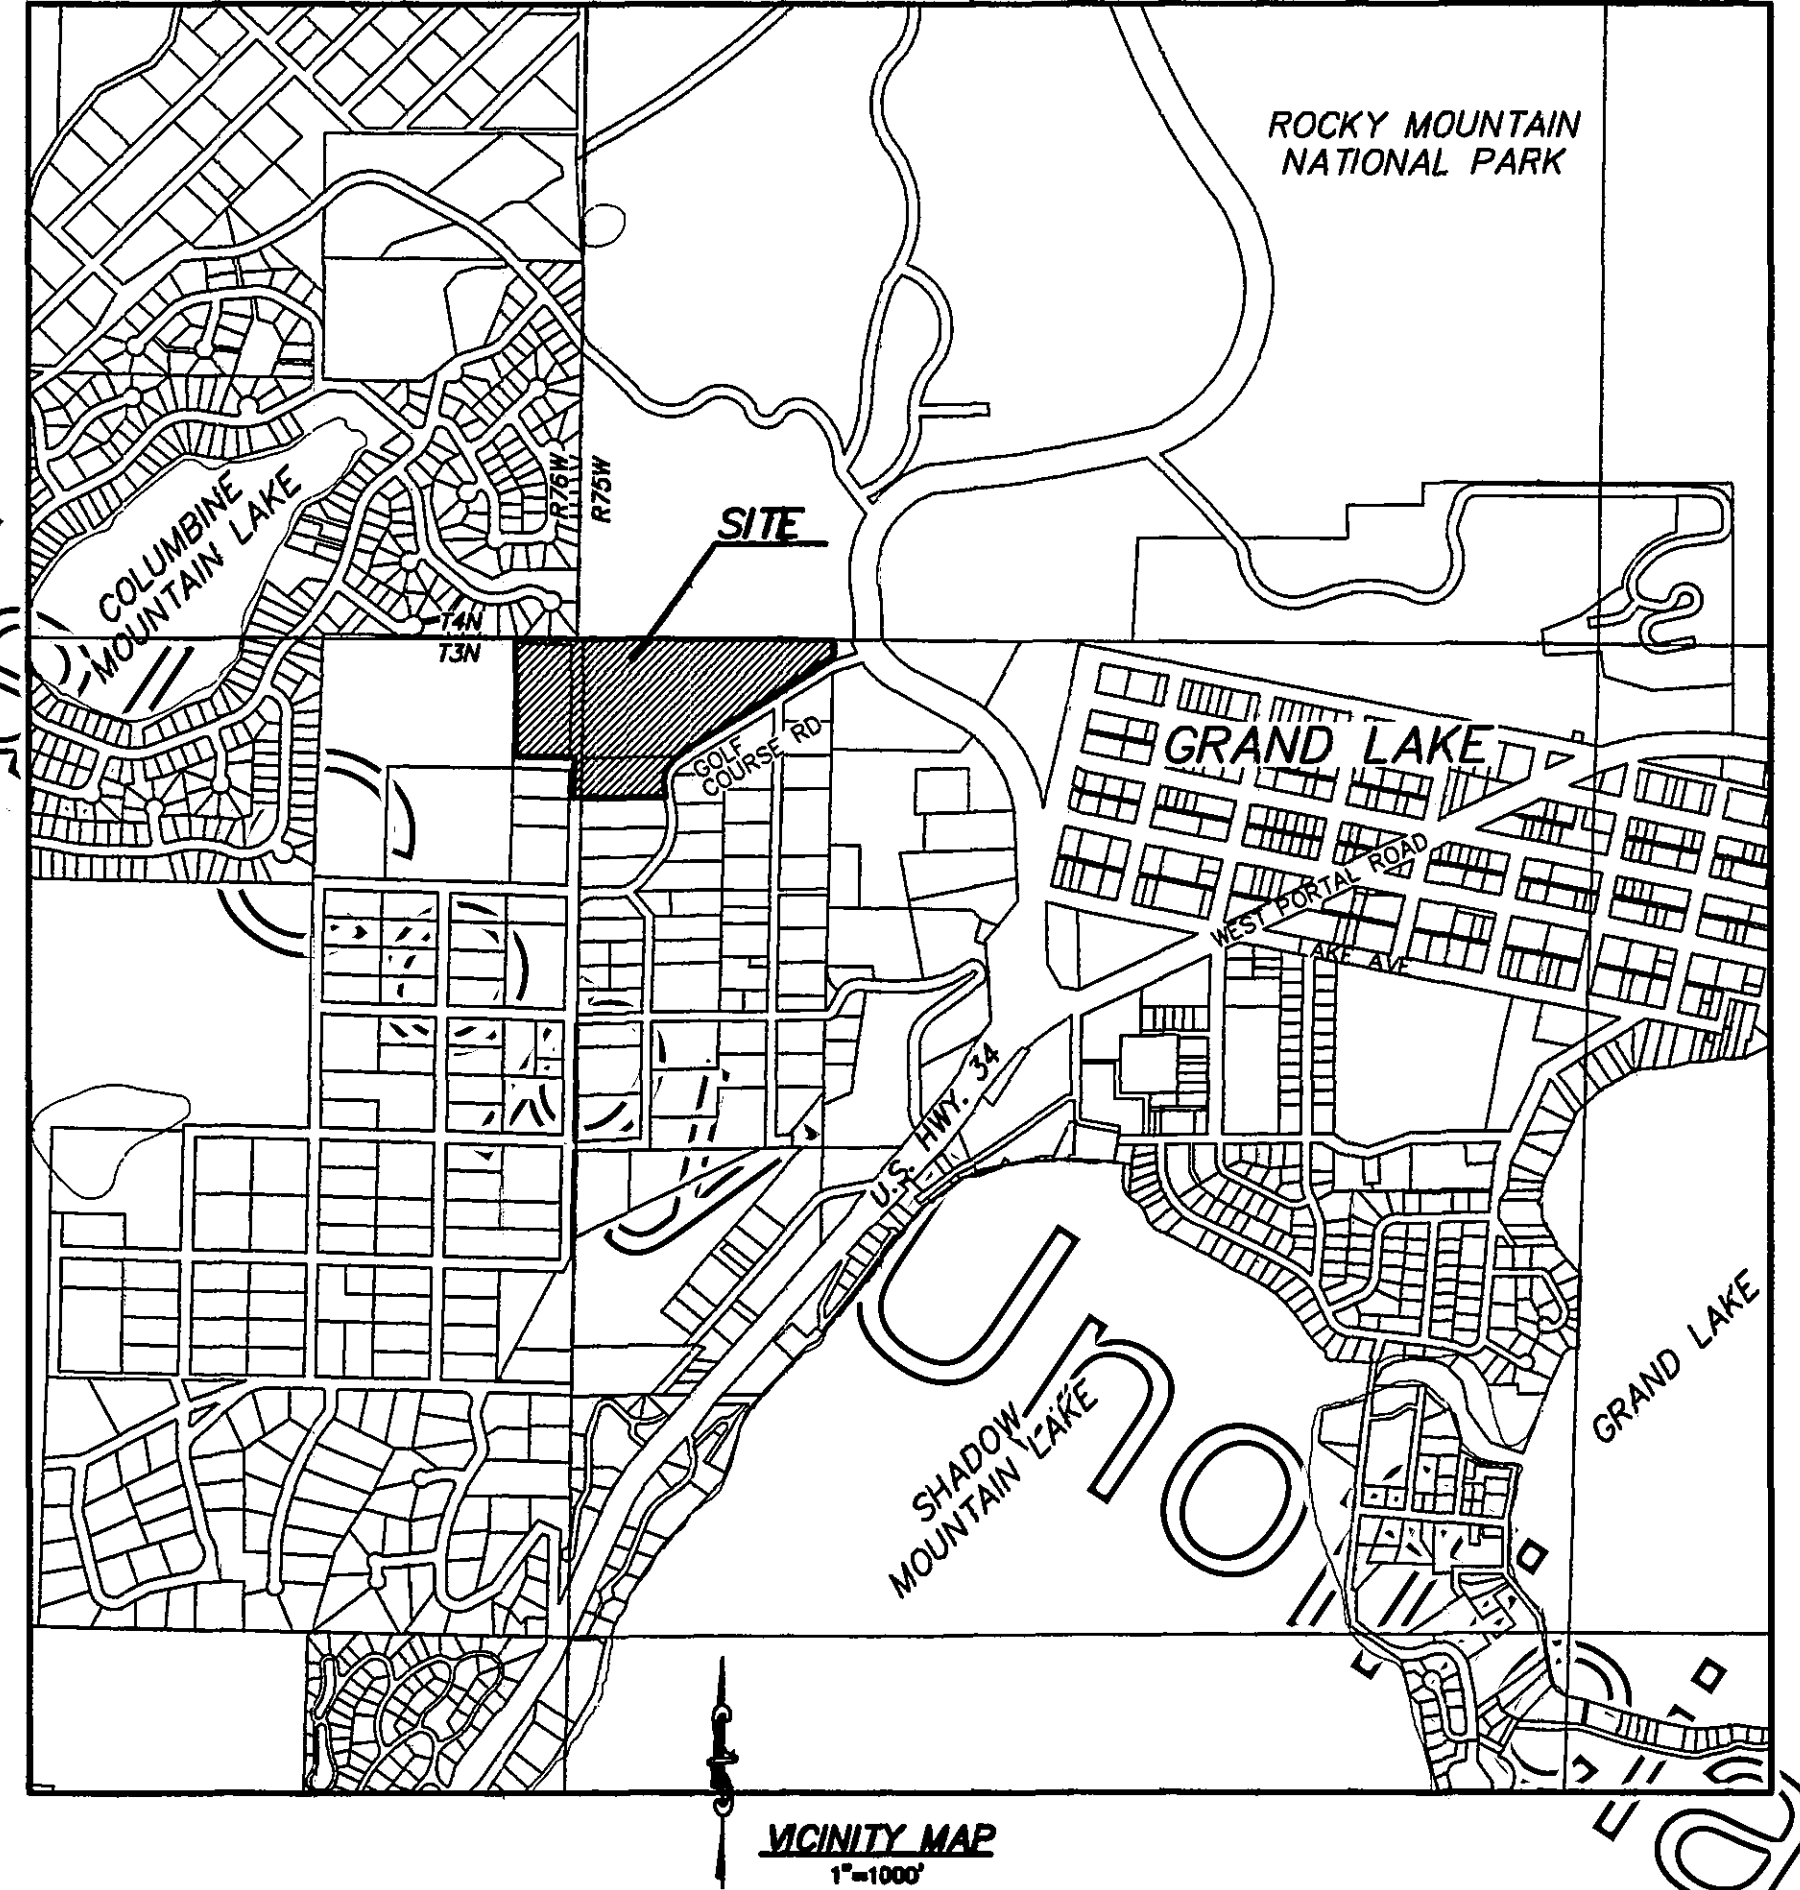 ROCKY MOUNTAIN
NATIONAL PARK
R76W
R75W
SITE
COLUMBINE
MOUNTAIN LAKE
T4N
T3N
GOLF
COURSE RD
GRAND LAKE
WEST PORTAL ROAD
LAKE AVE
U.S. HWY. 34
GRAND LAKE
SHADOW
MOUNTAIN LAKE
VICINITY MAP
1"=1000'